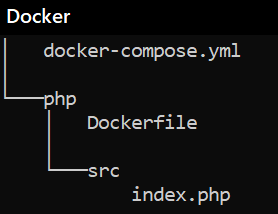 Docker
docker-compose.yml
php
Dockerfile
src
index.php